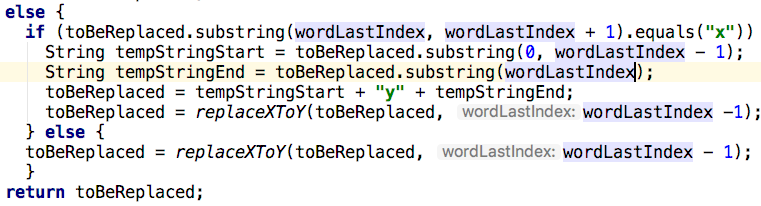 else {
if (toBeReplaced.substring(wordLastIndex, wordLastIndex + 1).equals("x"))
String tempStringStart = toBeReplaced.substring(0, wordLastIndex - 1);
String tempStringEnd = toBeReplaced.substring(wordLastIndex);
toBeReplaced = tempStringStart + "y" + tempStringEnd;
toBeReplaced = replaceXToY(toBeReplaced, wordLastIndex: wordLastIndex -1);
} else {
toBeReplaced = replaceXToY(toBeReplaced, wordLastIndex: wordLastIndex - 1);
}
return toBeReplaced;